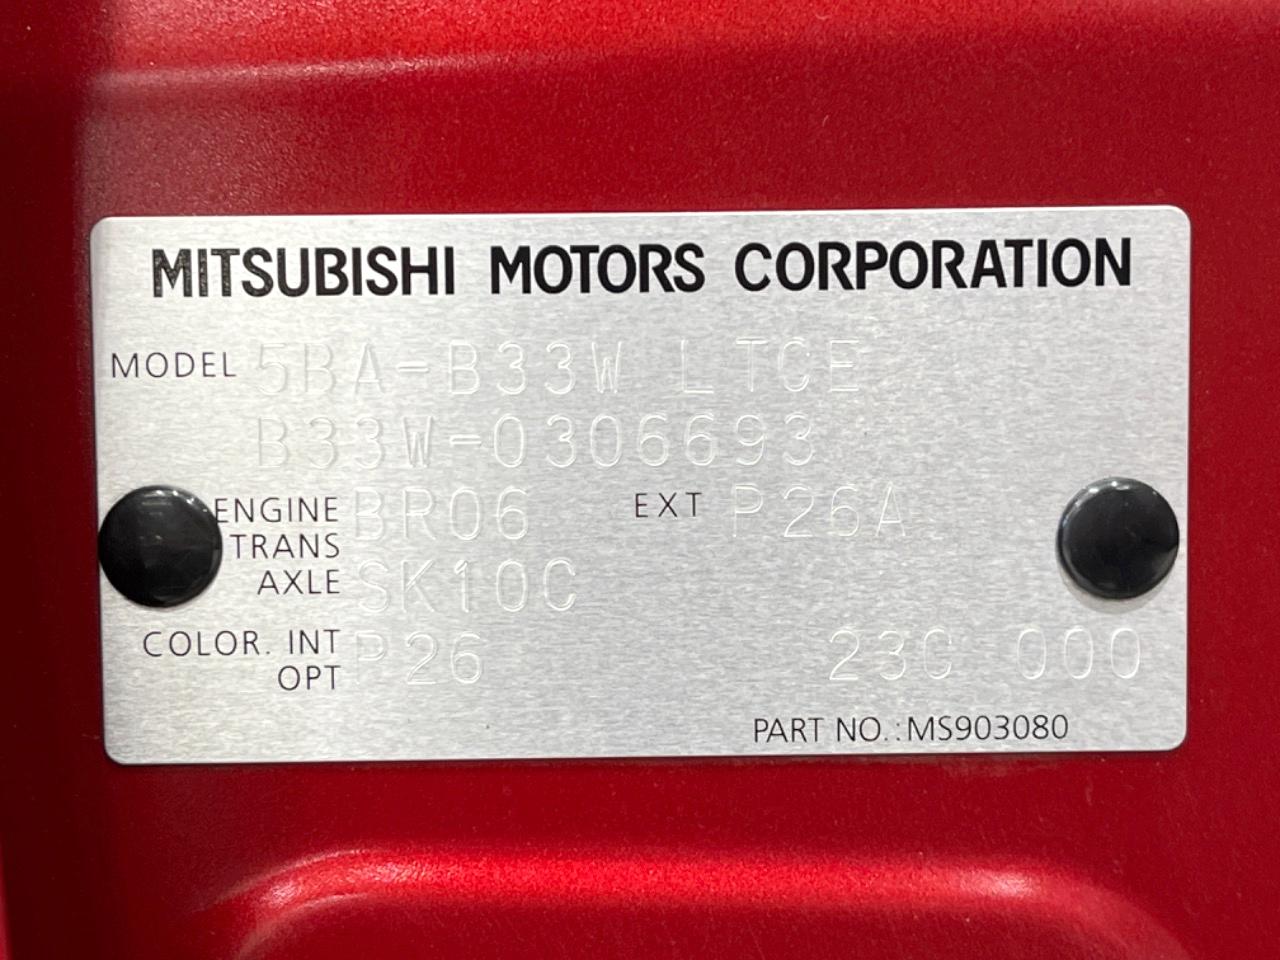 MITSUBISHI MOTORS CORPORATION
MODEL 5BA-B33W LTCE
B33W-0306693
ENGINE BR06 EXT P26A
TRANS
AXLE SK10C
COLOR. INT P26 23C 000
OPT
PART NO.:MS903080